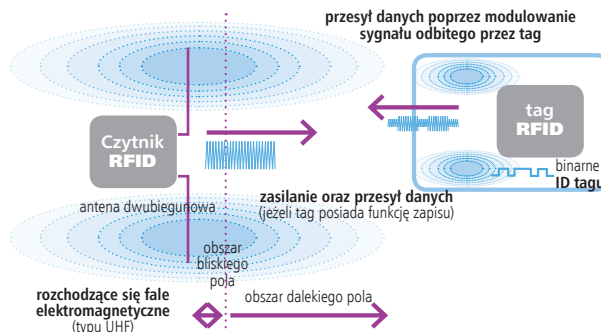 przesył danych poprzez modulowanie
sygnału odbitego przez tag
Czytnik
RFID
tag
RFID
binarne
ID tagu
antena dwubiegunowa
zasilanie oraz przesył danych
(jeżeli tag posiada funkcję zapisu)
obszar
bliskiego
pola
rozchodzące się fale
elektromagnetyczne
(typu UHF)
obszar dalekiego pola